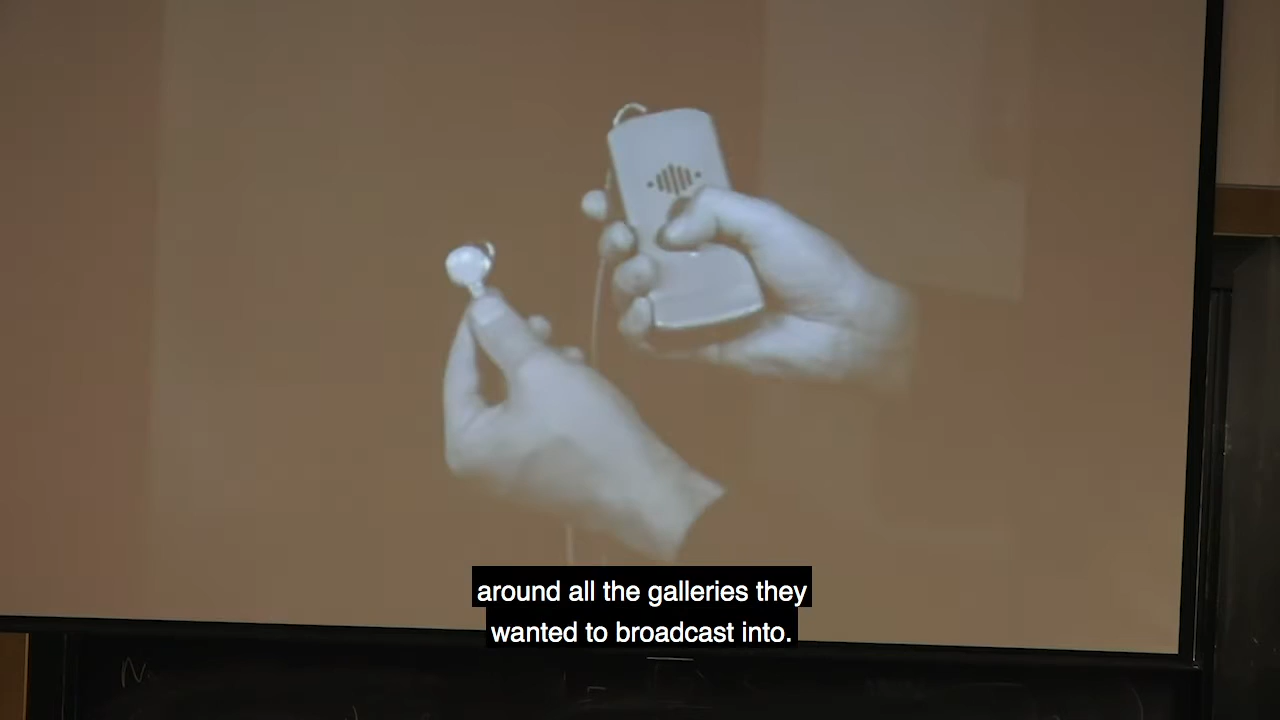 around all the galleries they
wanted to broadcast into.